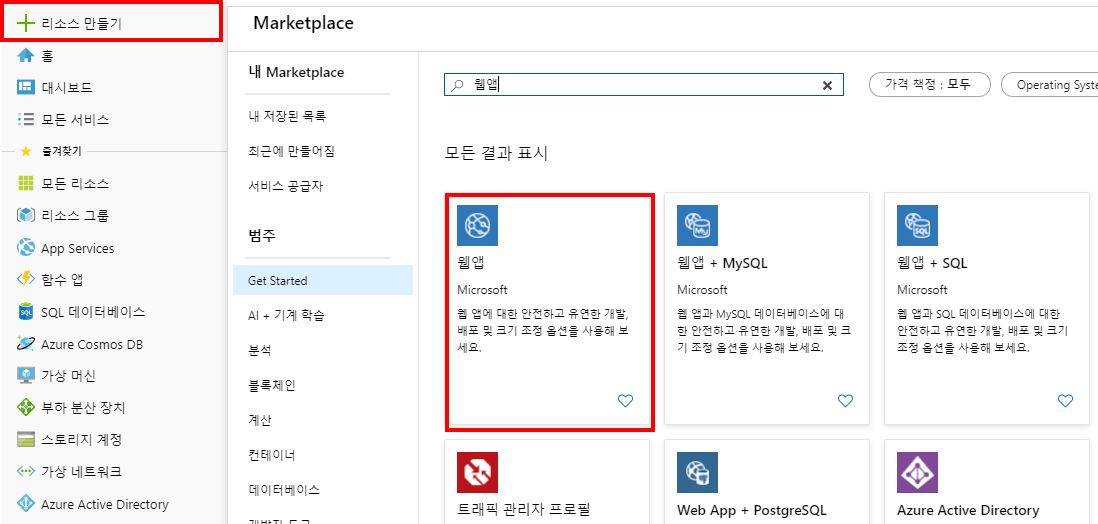 리소스 만들기
홈
대시보드
모든 서비스
즐겨찾기
모든 리소스
리소스 그룹
App Services
함수 앱
SQL 데이터베이스
Azure Cosmos DB
가상 머신
부하 분산 장치
스토리지 계정
가상 네트워크
Azure Active Directory
Marketplace
내 Marketplace
내 저장된 목록
최근에 만들어짐
서비스 공급자
범주
Get Started
AI + 기계 학습
분석
블록체인
계산
컨테이너
데이터베이스
개발자 도구
웹앱
가격 책정 : 모두
Operating Syste
모든 결과 표시
웹앱
Microsoft
웹 앱에 대한 안전하고 유연한 개발,
배포 및 크기 조정 옵션을 사용해 보
세요.
My
웹앱 + MySQL
Microsoft
웹 앱과 MySQL 데이터베이스에 대
한 안전하고 유연한 개발, 배포 및 크
기 조정 옵션을 사용해 보세요.
SQL
웹앱 + SQL
Microsoft
웹 앱과 SQL 데이터베이스에 대한
안전하고 유연한 개발, 배포 및 크기
조정 옵션을 사용해 보세요.
트래픽 관리자 프로필
Web App + PostgreSQL
Azure Active Directory